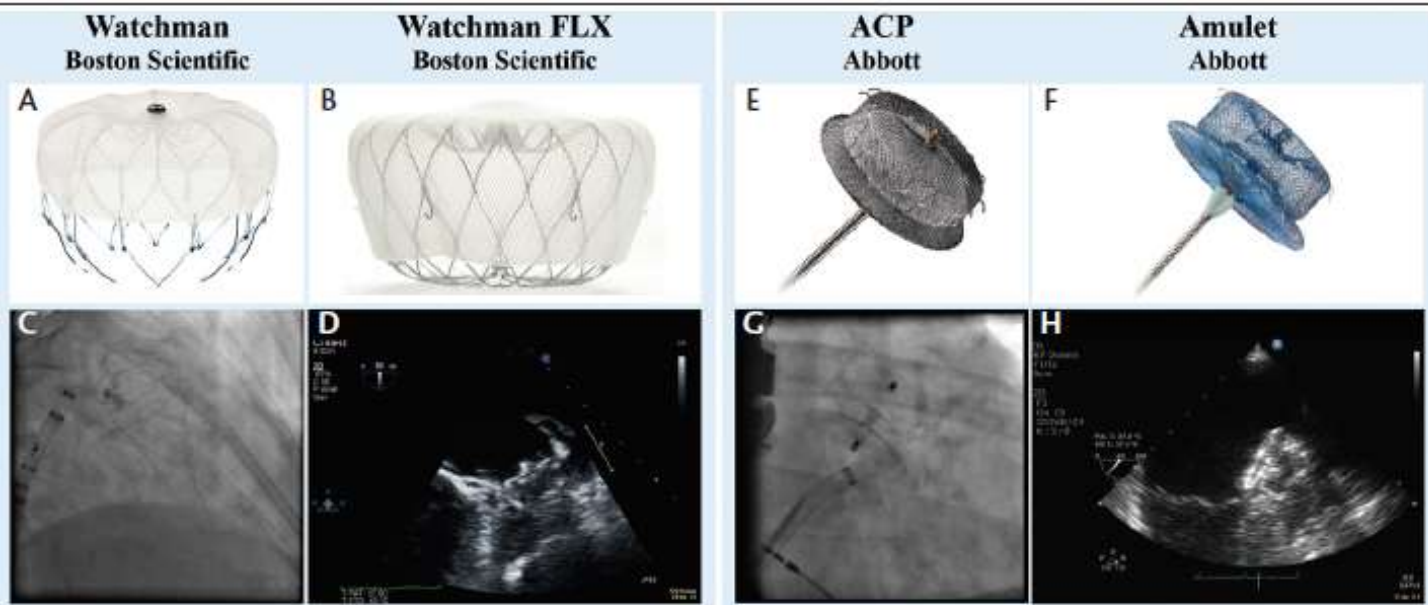 Watchman
Boston Scientific
Watchman FLX
Boston Scientific
ACP
Abbott
Amulet
Abbott
A
B
E
F
C
D
G
H